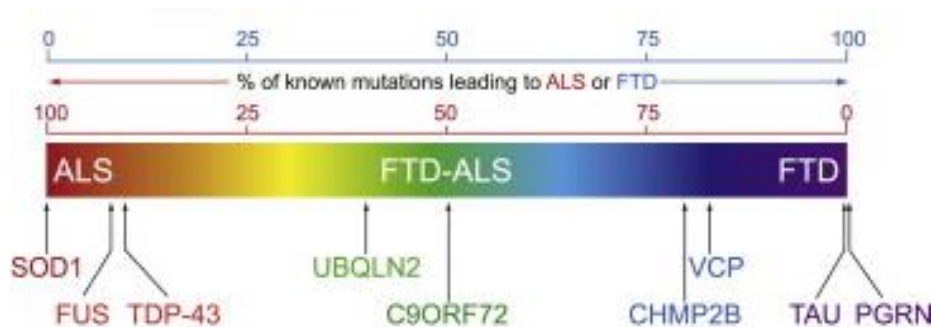 0 25 50 75 100
% of known mutations leading to ALS or FTD
100 25 50 75 0
ALS FTD-ALS FTD
SOD1 UBQLN2 VCP
FUS TDP-43 C9ORF72 CHMP2B TAU PGRN